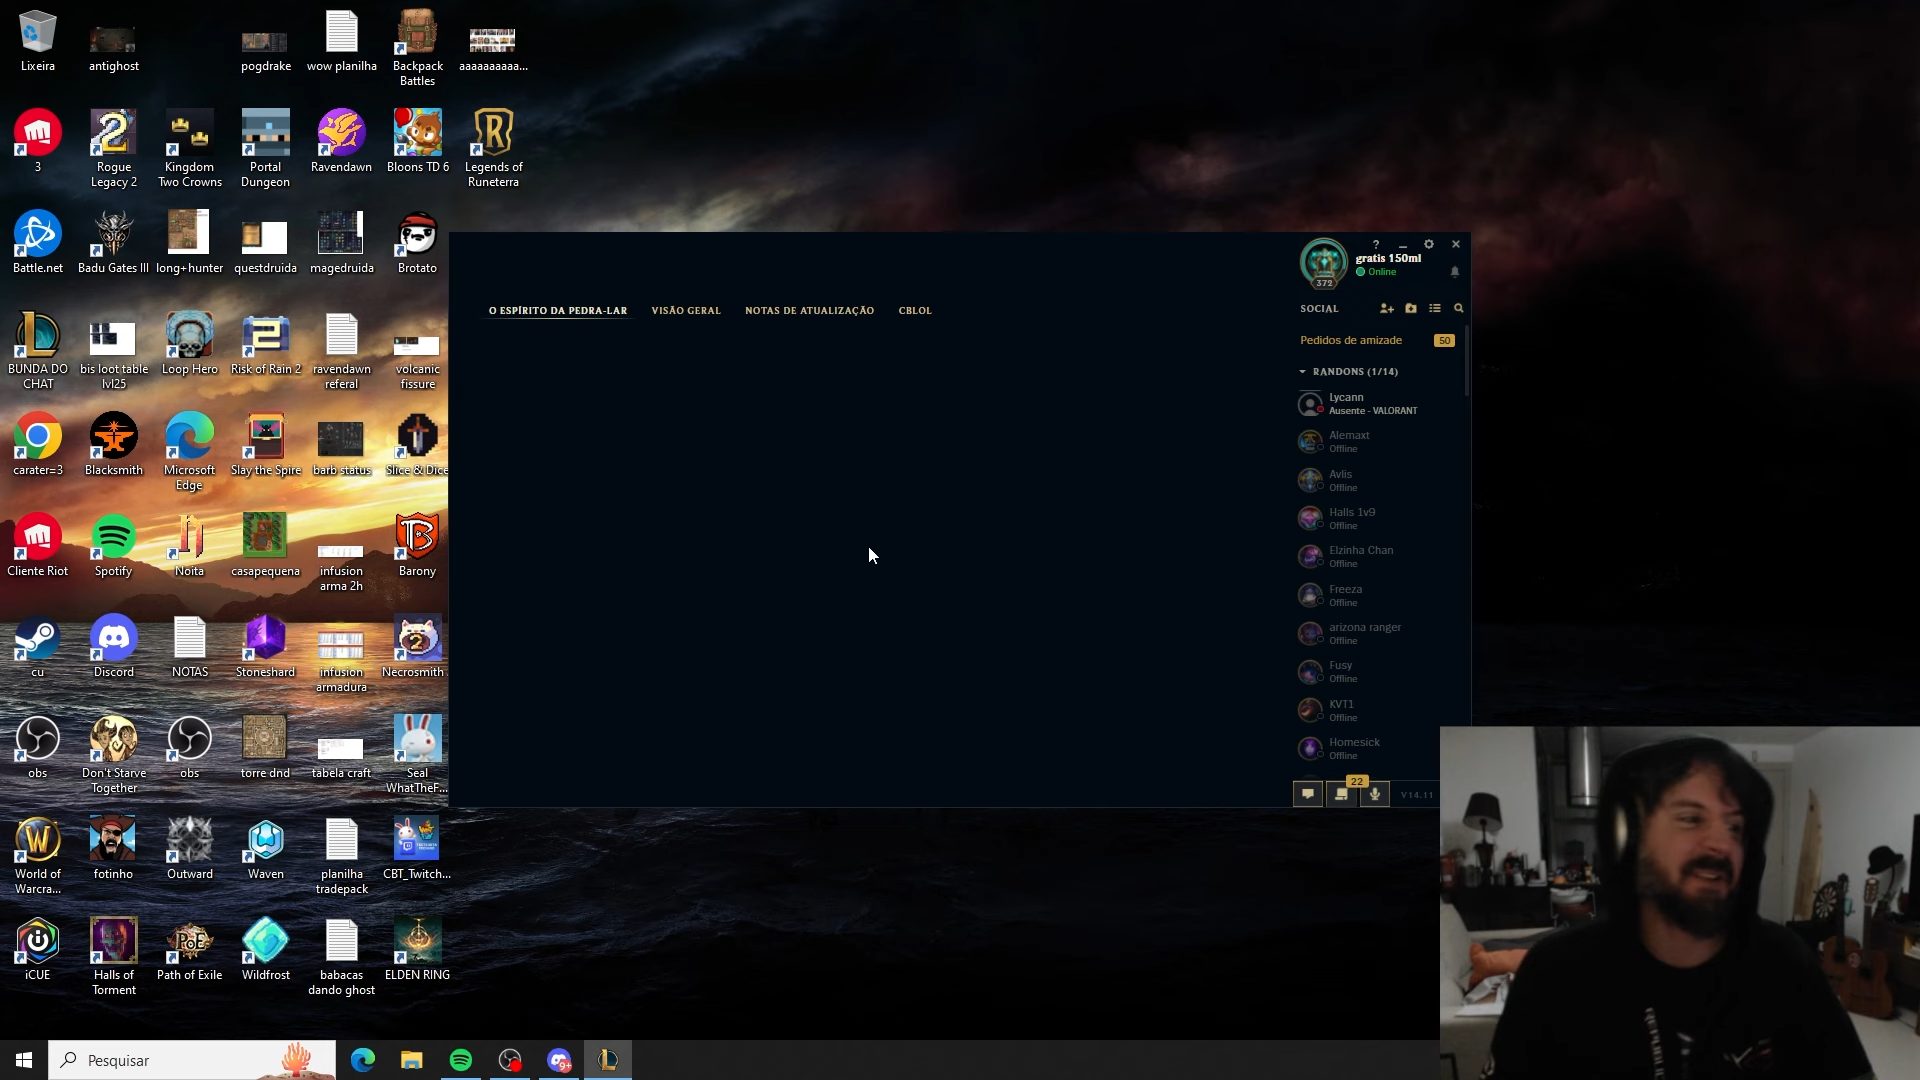 Lixeira
antighost
pogdrake
wow planilha
Backpack
Battles
aaaaaaaaaa...
3
Rogue
Legacy 2
Kingdom
Two Crowns
Portal
Dungeon
Ravendawn
Bloons TD 6
Legends of
Runeterra
Battle.net
Badu Gates III
long+hunter
questdruida
magedruida
Brotato
BUNDA DO
CHAT
bis loot table
lvl25
Loop Hero
Risk of Rain 2
ravendawn
referal
volcanic
fissure
carater=3
Blacksmith
Microsoft
Edge
Slay the Spire
barb status
Slice & Dice
Cliente Riot
Spotify
Noita
casapequena
infusion
arma 2h
Barony
cu
Discord
NOTAS
Stoneshard
infusion
armadura
Necrosmith
obs
Don't Starve
Together
obs
torre dnd
tabela craft
Seal
WhatTheF...
World of
Warcra...
fotinho
Outward
Waven
planilha
tradepack
CBT_Twitch...
iCUE
Halls of
Torment
Path of Exile
Wildfrost
babacas
dando ghost
ELDEN RING
O ESPÍRITO DA PEDRA-LAR
VISÃO GERAL
NOTAS DE ATUALIZAÇÃO
CBLOL
?
gratis 150ml
Online
372
SOCIAL
Pedidos de amizade
50
RANDONS (1/14)
Lycann
Ausente - VALORANT
Alemaxt
Offline
Avlis
Offline
Halls 1v9
Offline
Elzinha Chan
Offline
Freeza
Offline
arizona ranger
Offline
Fusy
Offline
KVT1
Offline
Homesick
Offline
22
V14.11
Pesquisar
9+